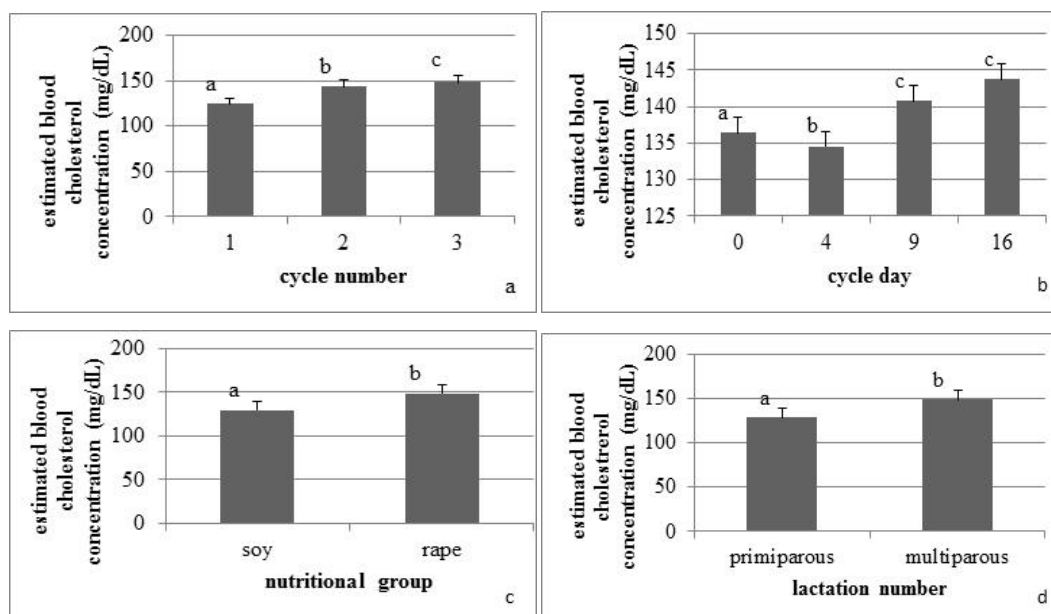 estimated blood
cholesterol
concentration (mg/dL)
200
150
100
50
0
a
b
c
1 2 3
cycle number
a
estimated blood
cholesterol
concentration (mg/dL)
150
145
140
135
130
125
a
b
c
c
0 4 9 16
cycle day
b
estimated blood
cholesterol
concentration (mg/dL)
200
150
100
50
0
a
b
soy rape
nutritional group
c
estimated blood
cholestrerol
concentration (mg/dL)
200
150
100
50
0
a
b
primiparous multiparous
lactation number
d